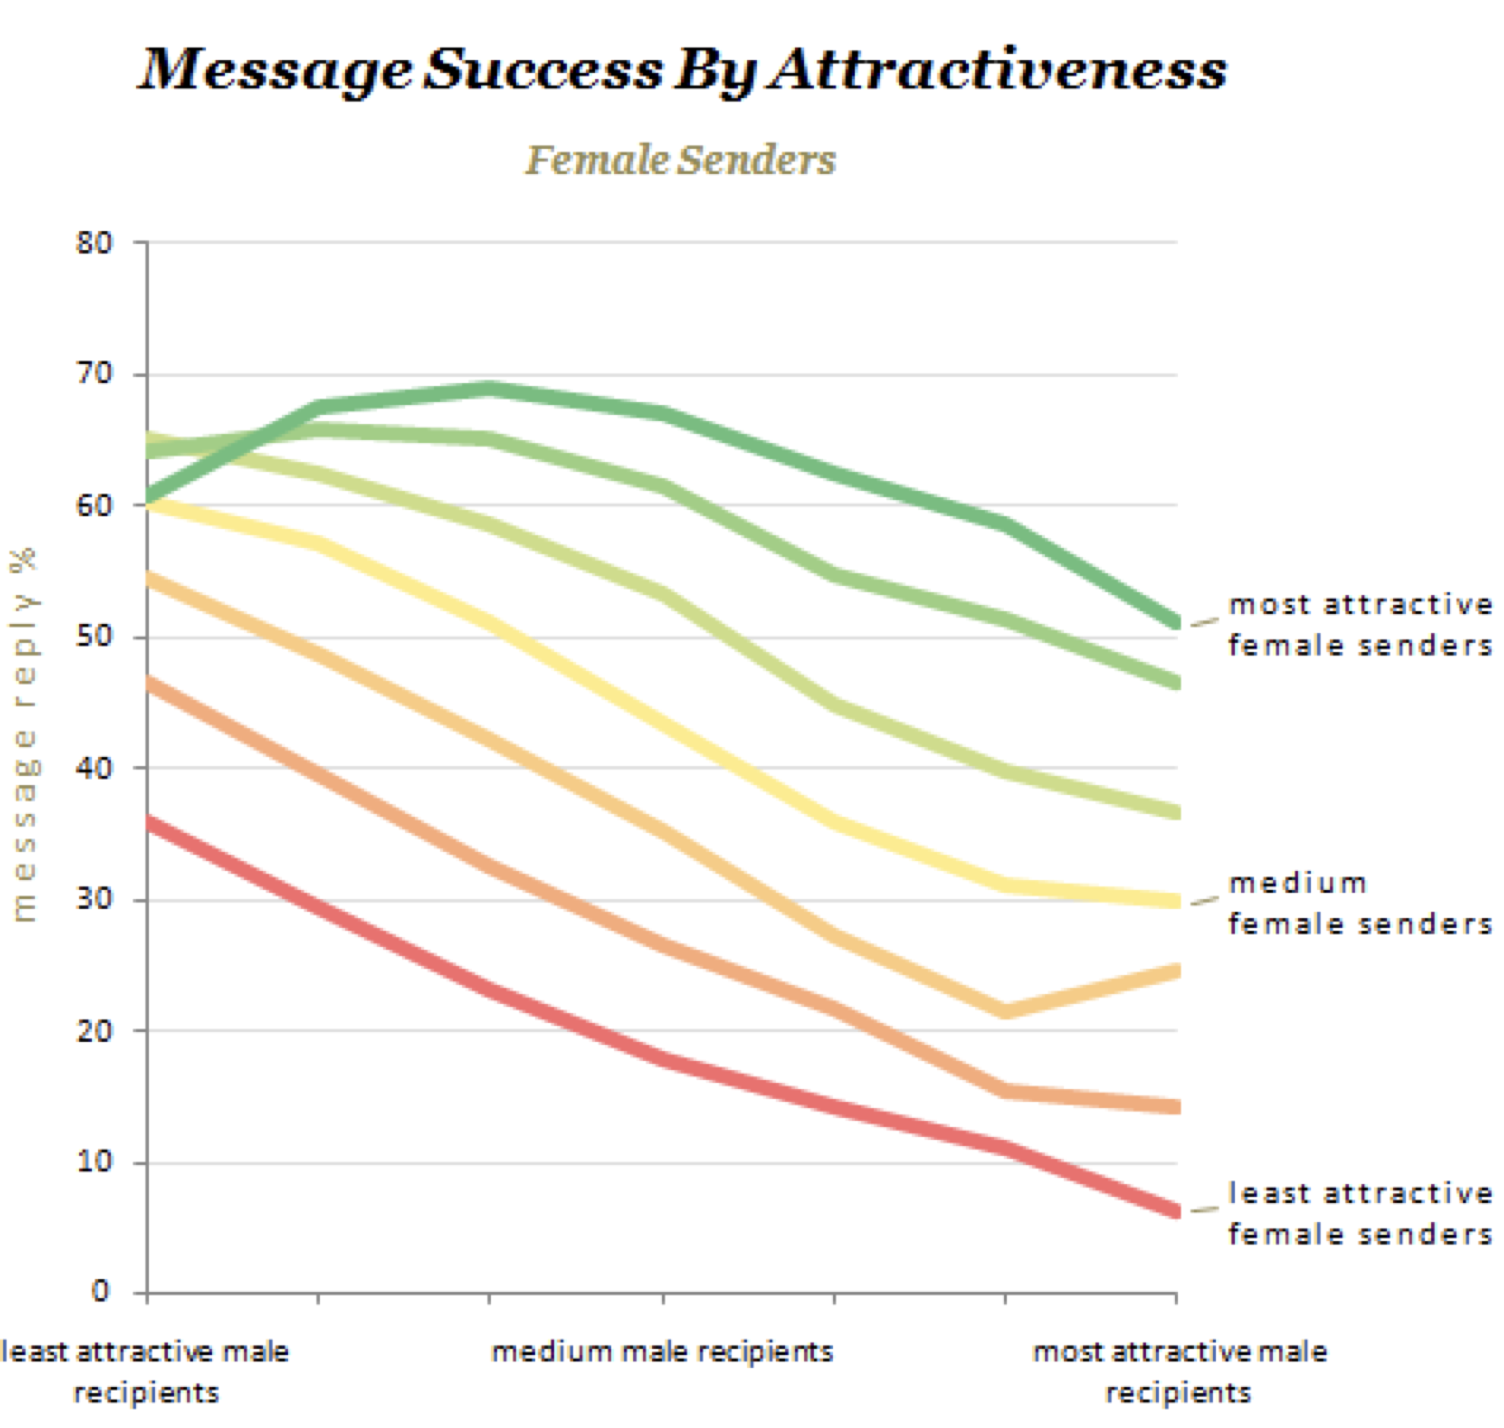 Message Success By Attractiveness
Female Senders
80
70
60
50
40
30
20
10
0
message reply %
most attractive
female senders
medium
female senders
least attractive
female senders
least attractive male
recipients
medium male recipients
most attractive male
recipients